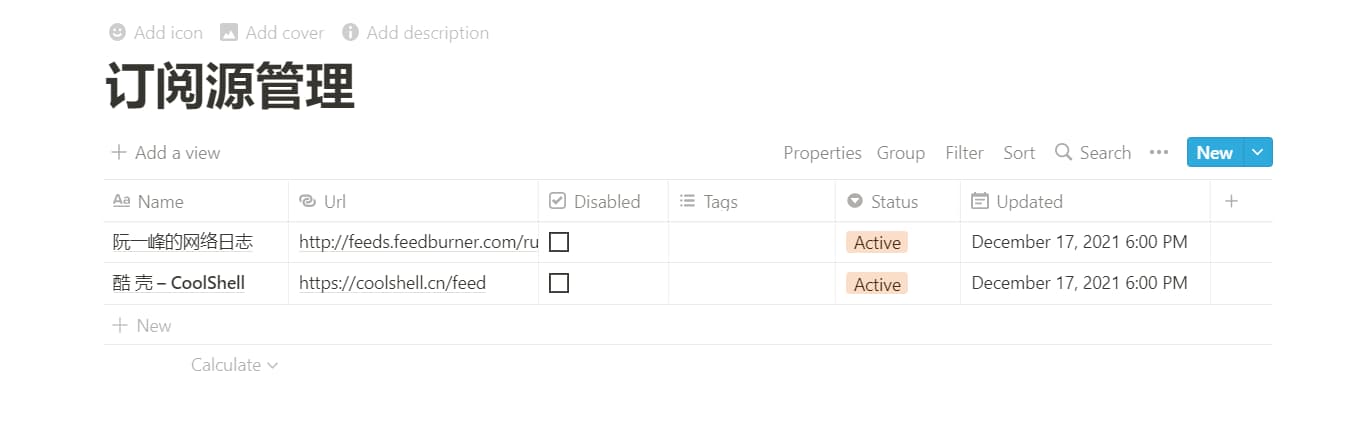 Add icon Add cover Add description
订阅源管理
Add a view Properties Group Filter Sort Search New
Name Url Disabled Tags Status Updated
阮一峰的网络日志 http://feeds.feedburner.com/ru Active December 17, 2021 6:00 PM
酷 壳 – CoolShell https://coolshell.cn/feed Active December 17, 2021 6:00 PM
New
Calculate